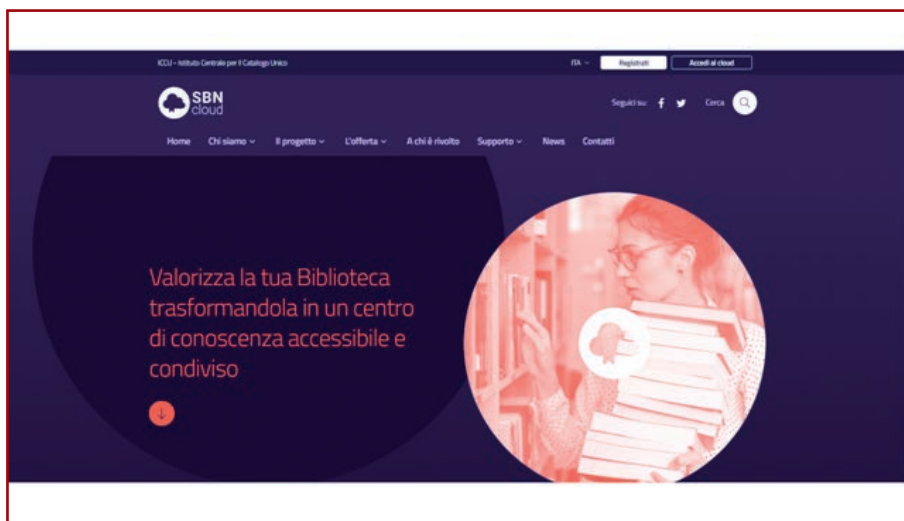 ICCU - Istituto Centrale per il Catalogo Unico
ITA
Registrati
Accedi al cloud
SBN
cloud
Seguici su:
Cerca
Home
Chi siamo
Il progetto
L'offerta
A chi è rivolto
Supporto
News
Contatti
Valorizza la tua Biblioteca
trasformandola in un centro
di conoscenza accessibile e
condiviso